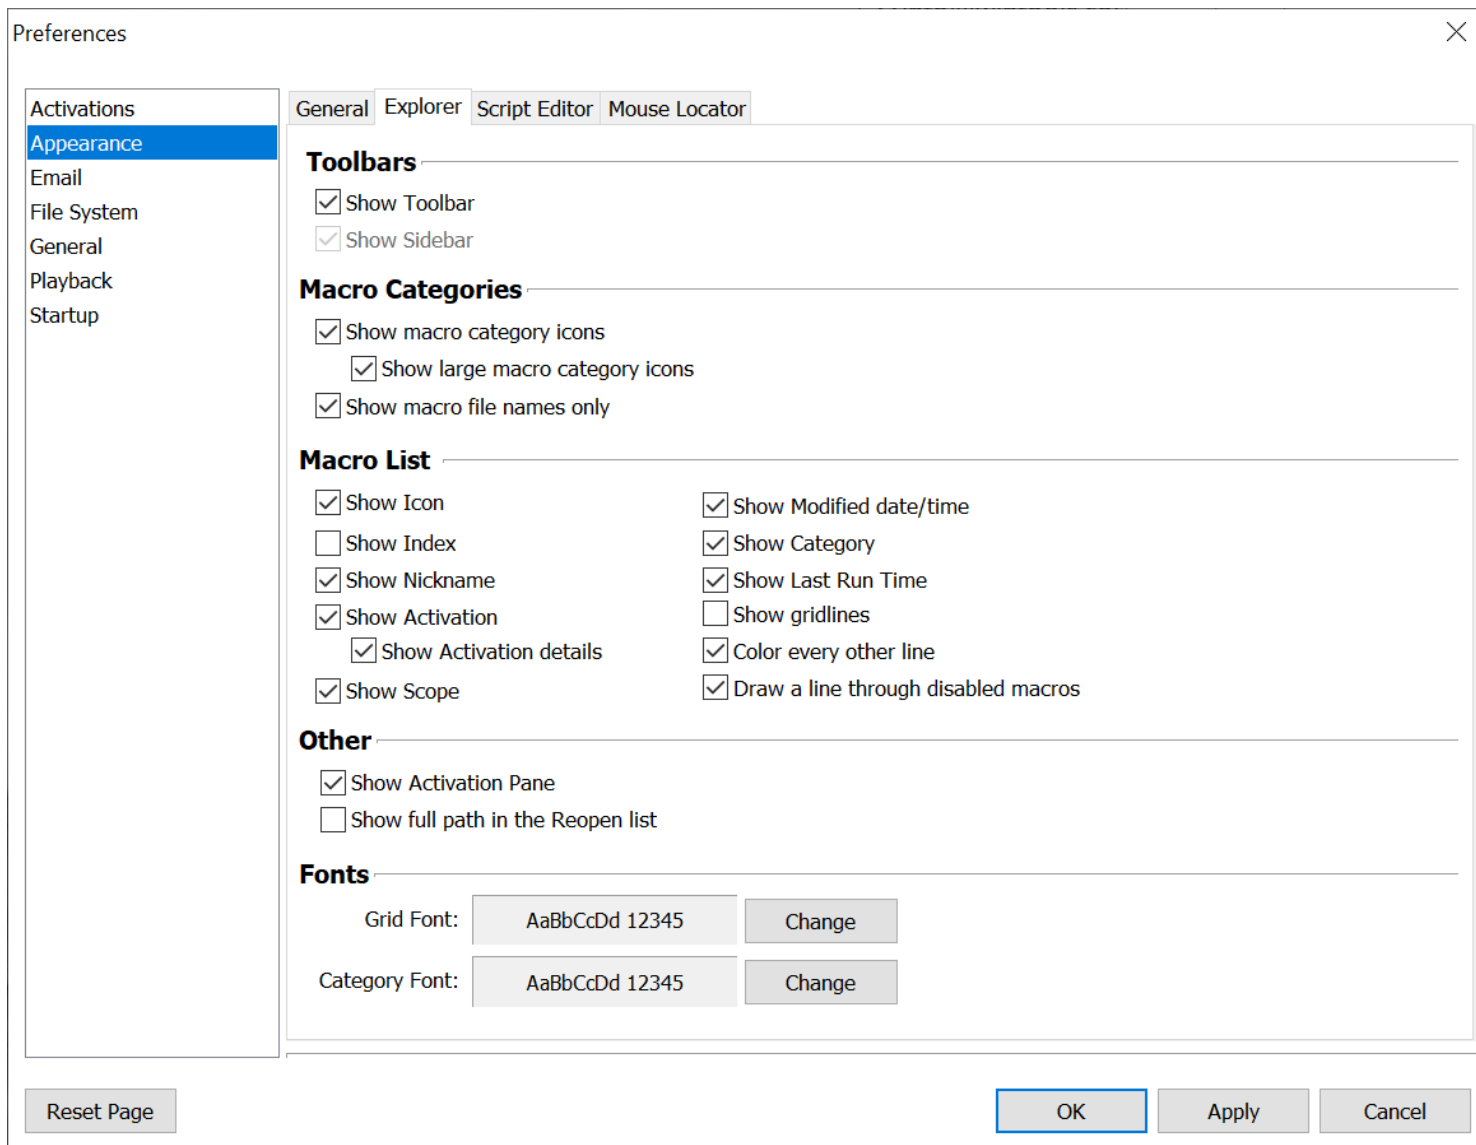 Preferences
Activations
Appearance
Email
File System
General
Playback
Startup
General Explorer Script Editor Mouse Locator
Toolbars
Show Toolbar
Show Sidebar
Macro Categories
Show macro category icons
Show large macro category icons
Show macro file names only
Macro List
Show Icon
Show Index
Show Nickname
Show Activation
Show Activation details
Show Scope
Show Modified date/time
Show Category
Show Last Run Time
Show gridlines
Color every other line
Draw a line through disabled macros
Other
Show Activation Pane
Show full path in the Reopen list
Fonts
Grid Font: AaBbCcDd 12345 Change
Category Font: AaBbCcDd 12345 Change
Reset Page OK Apply Cancel